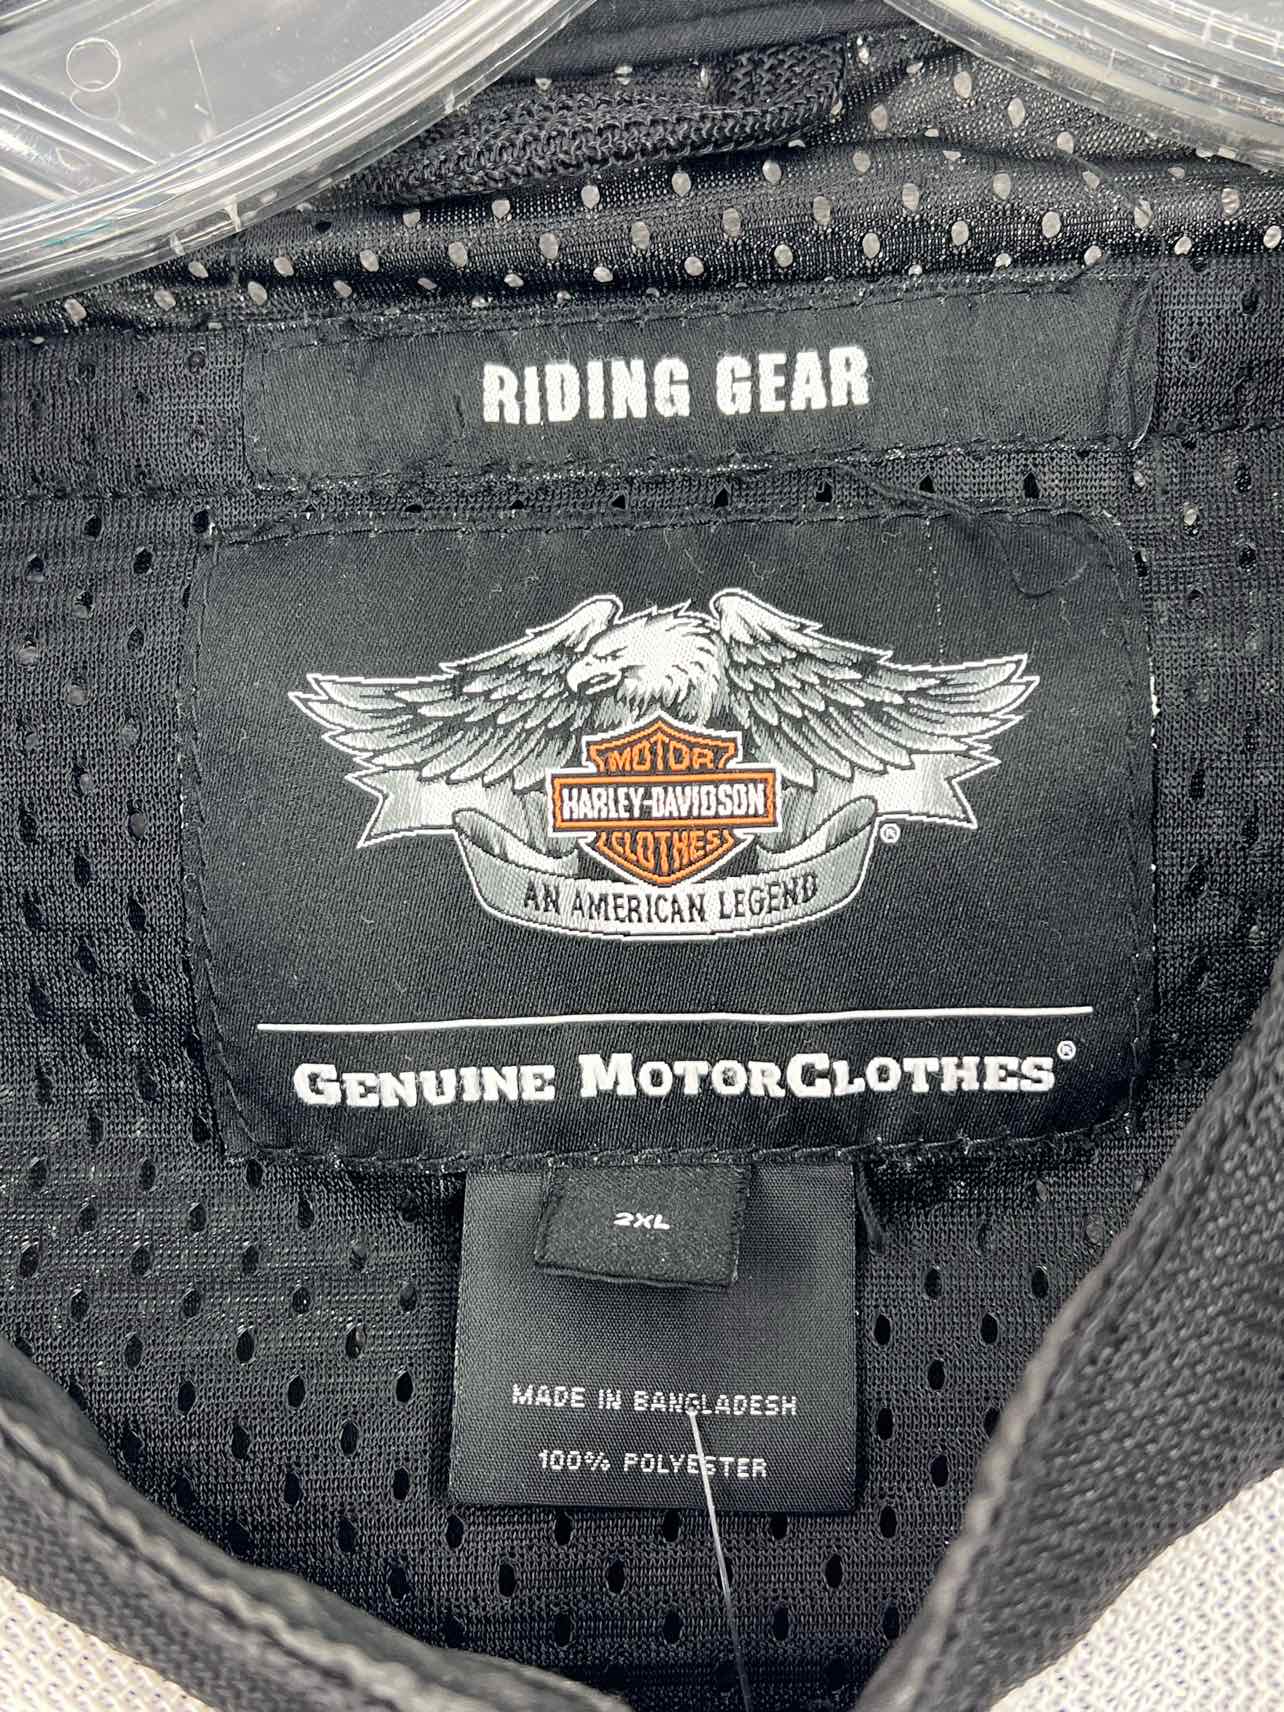 RIDING GEAR
MOTOR
HARLEY-DAVIDSON
CLOTHES
®
AN AMERICAN LEGEND
GENUINE MOTORCLOTHES®
2XL
MADE IN BANGLADESH
100% POLYESTER